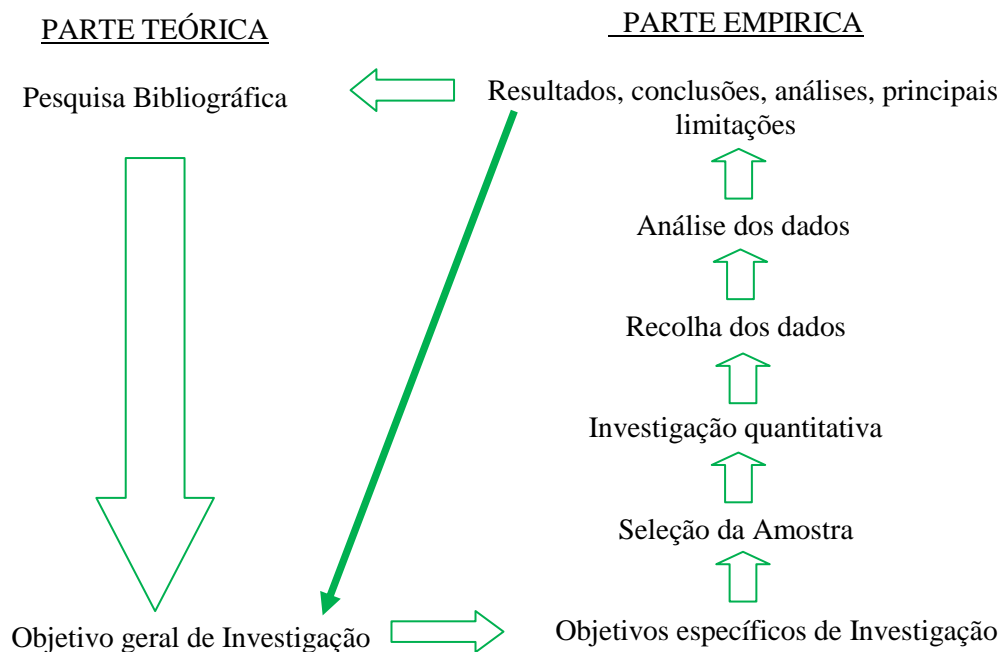 PARTE TEÓRICA
PARTE EMPIRICA
Pesquisa Bibliográfica
Resultados, conclusões, análises, principais
limitações
Análise dos dados
Recolha dos dados
Investigação quantitativa
Seleção da Amostra
Objetivo geral de Investigação
Objetivos específicos de Investigação